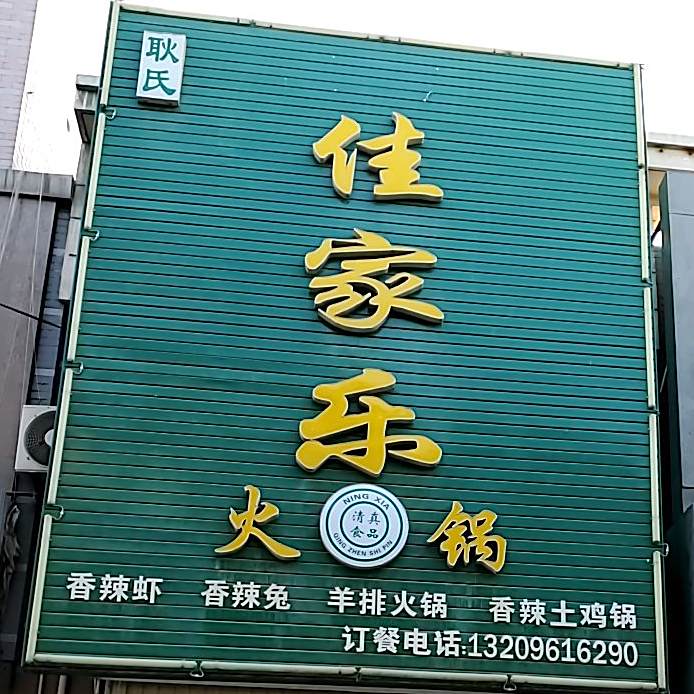 耿氏
佳家乐
火锅
NING XIA
清真
食品
QING ZHEN SHI PIN
香辣虾 香辣兔 羊排火锅 香辣土鸡锅
订餐电话:13209616290